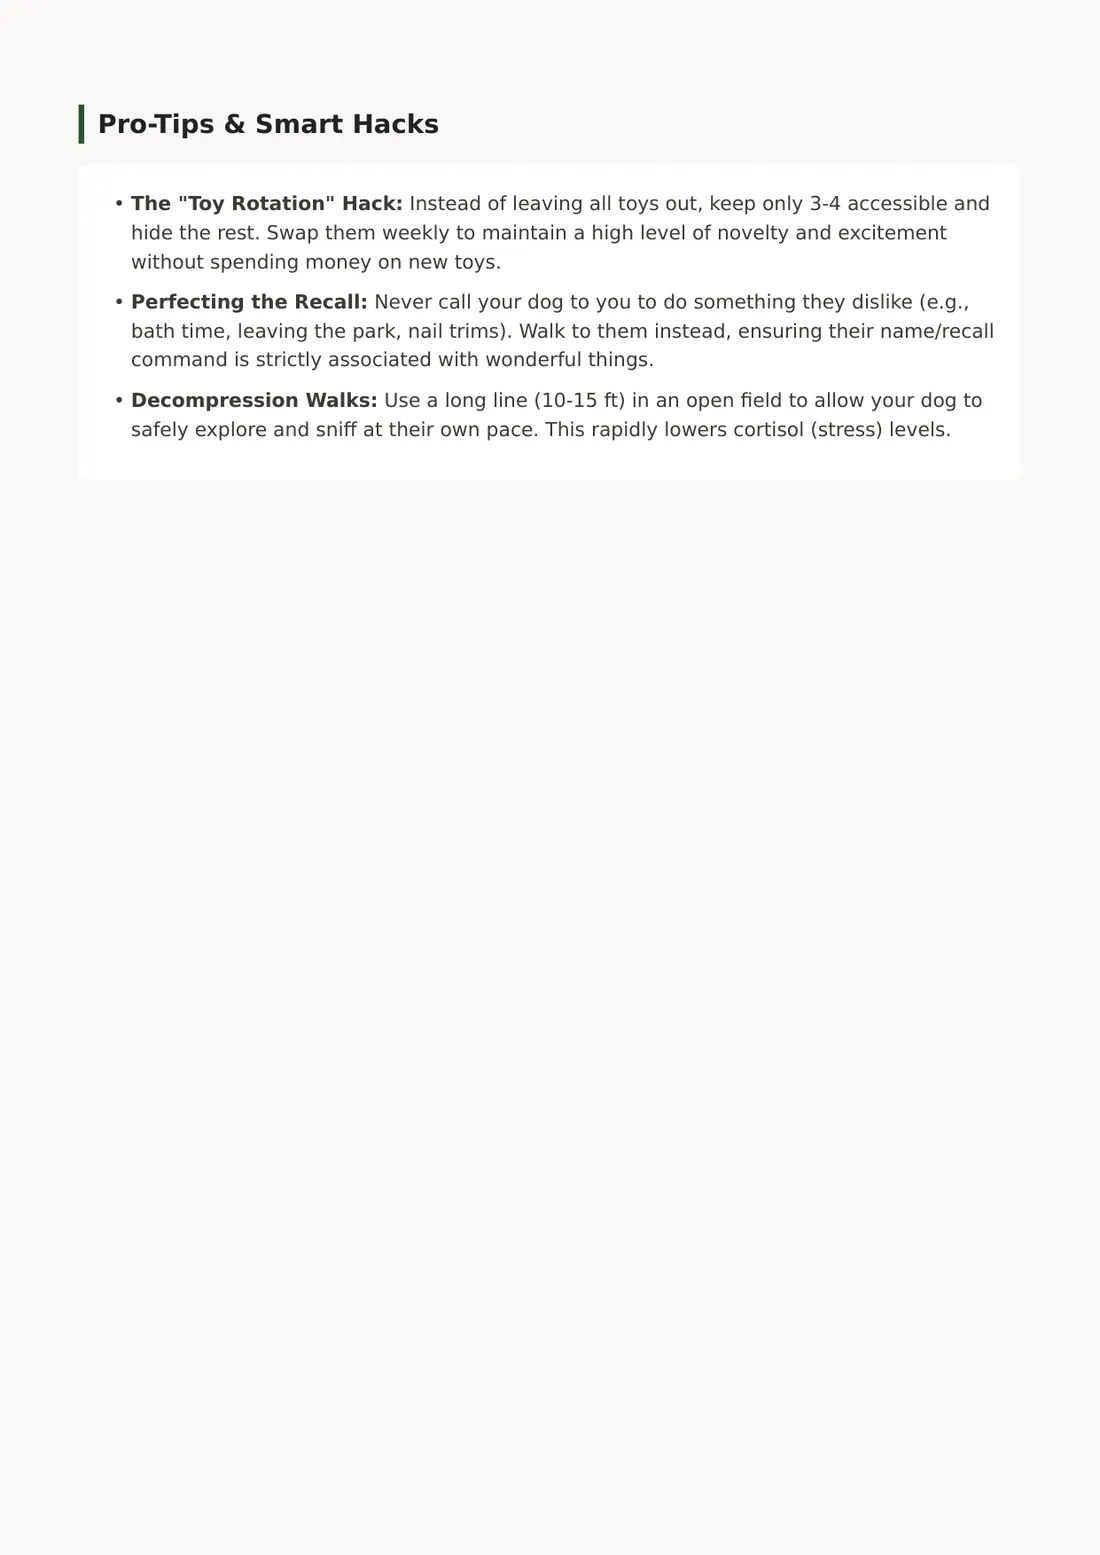 Pro-Tips & Smart Hacks
• The "Toy Rotation" Hack: Instead of leaving all toys out, keep only 3-4 accessible and
hide the rest. Swap them weekly to maintain a high level of novelty and excitement
without spending money on new toys.
• Perfecting the Recall: Never call your dog to you to do something they dislike (e.g.,
bath time, leaving the park, nail trims). Walk to them instead, ensuring their name/recall
command is strictly associated with wonderful things.
• Decompression Walks: Use a long line (10-15 ft) in an open field to allow your dog to
safely explore and sniff at their own pace. This rapidly lowers cortisol (stress) levels.